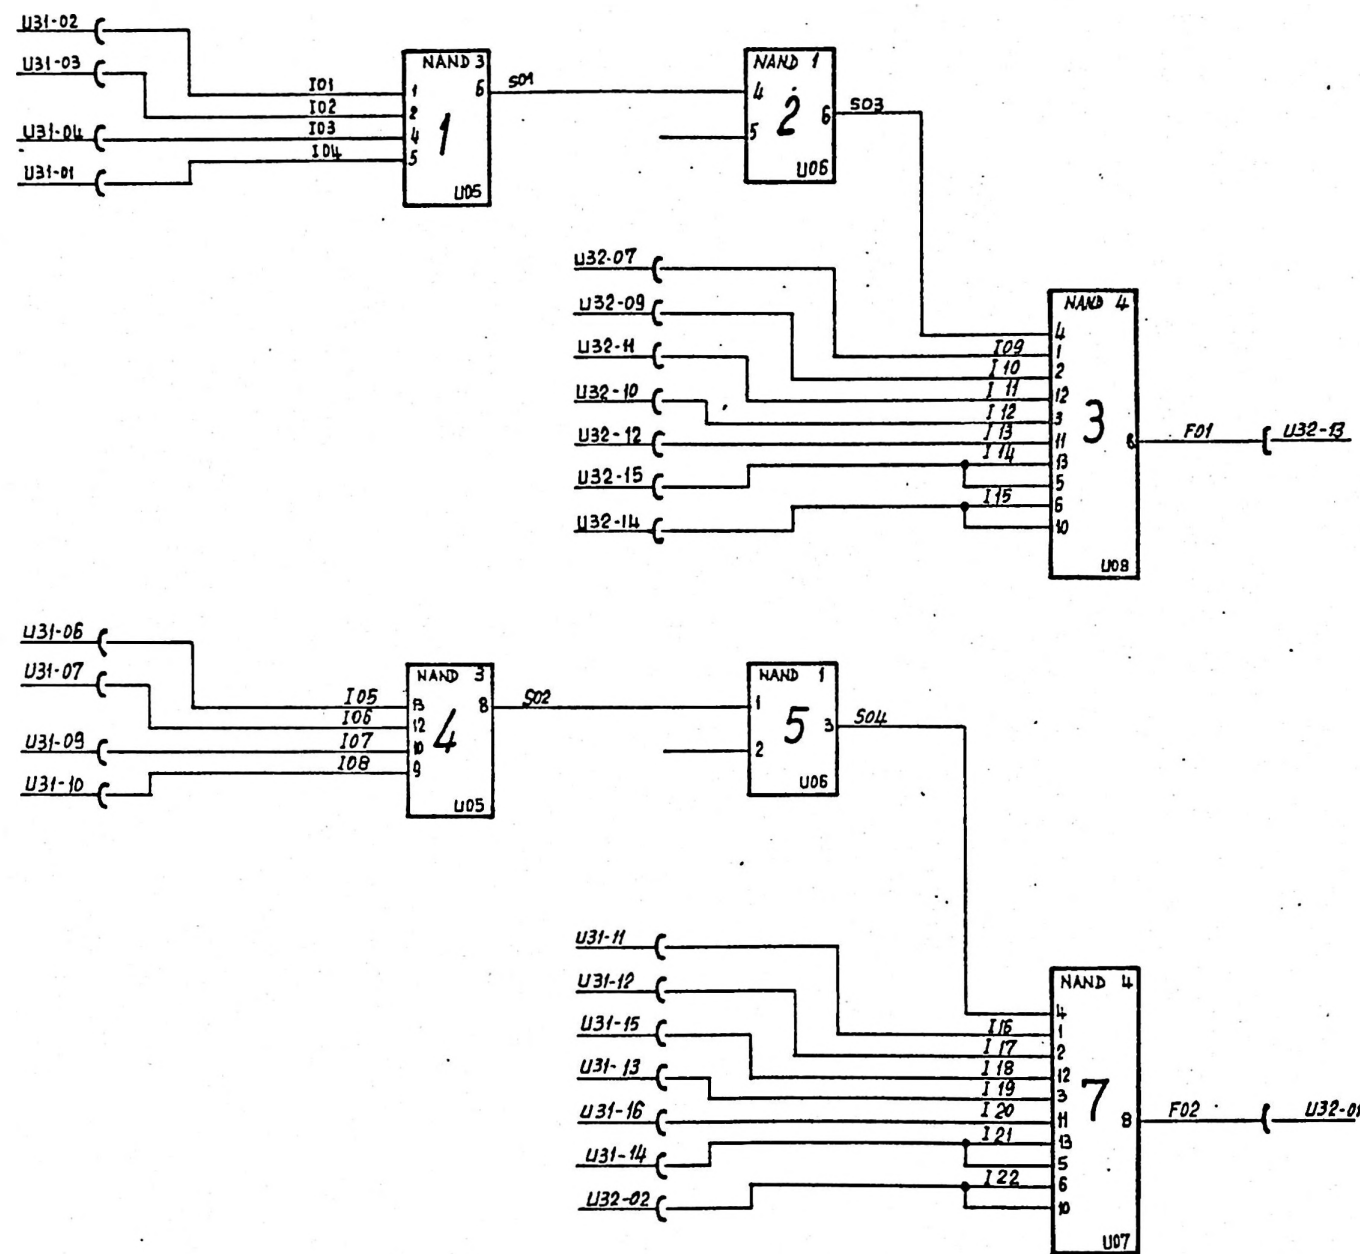 U31-02
U31-03
U31-04
U31-01
I01
I02
I03
I04
NAND 3
1
2
4
5
6
1
U05
S01
NAND 1
4
5
6
2
U06
S03
U32-07
U32-09
U32-11
U32-10
U32-12
U32-15
U32-14
I09
I10
I11
I12
I13
I14
I15
NAND 4
4
1
2
12
3
11
13
5
6
10
3
8
U08
F01
U32-13
U31-06
U31-07
U31-09
U31-10
I05
I06
I07
I08
NAND 3
13
12
10
9
8
4
U05
S02
NAND 1
1
2
3
5
U06
S04
U31-11
U31-12
U31-15
U31-13
U31-16
U31-14
U32-02
I16
I17
I18
I19
I20
I21
I22
NAND 4
4
1
2
12
3
11
13
5
6
10
7
8
U07
F02
U32-01